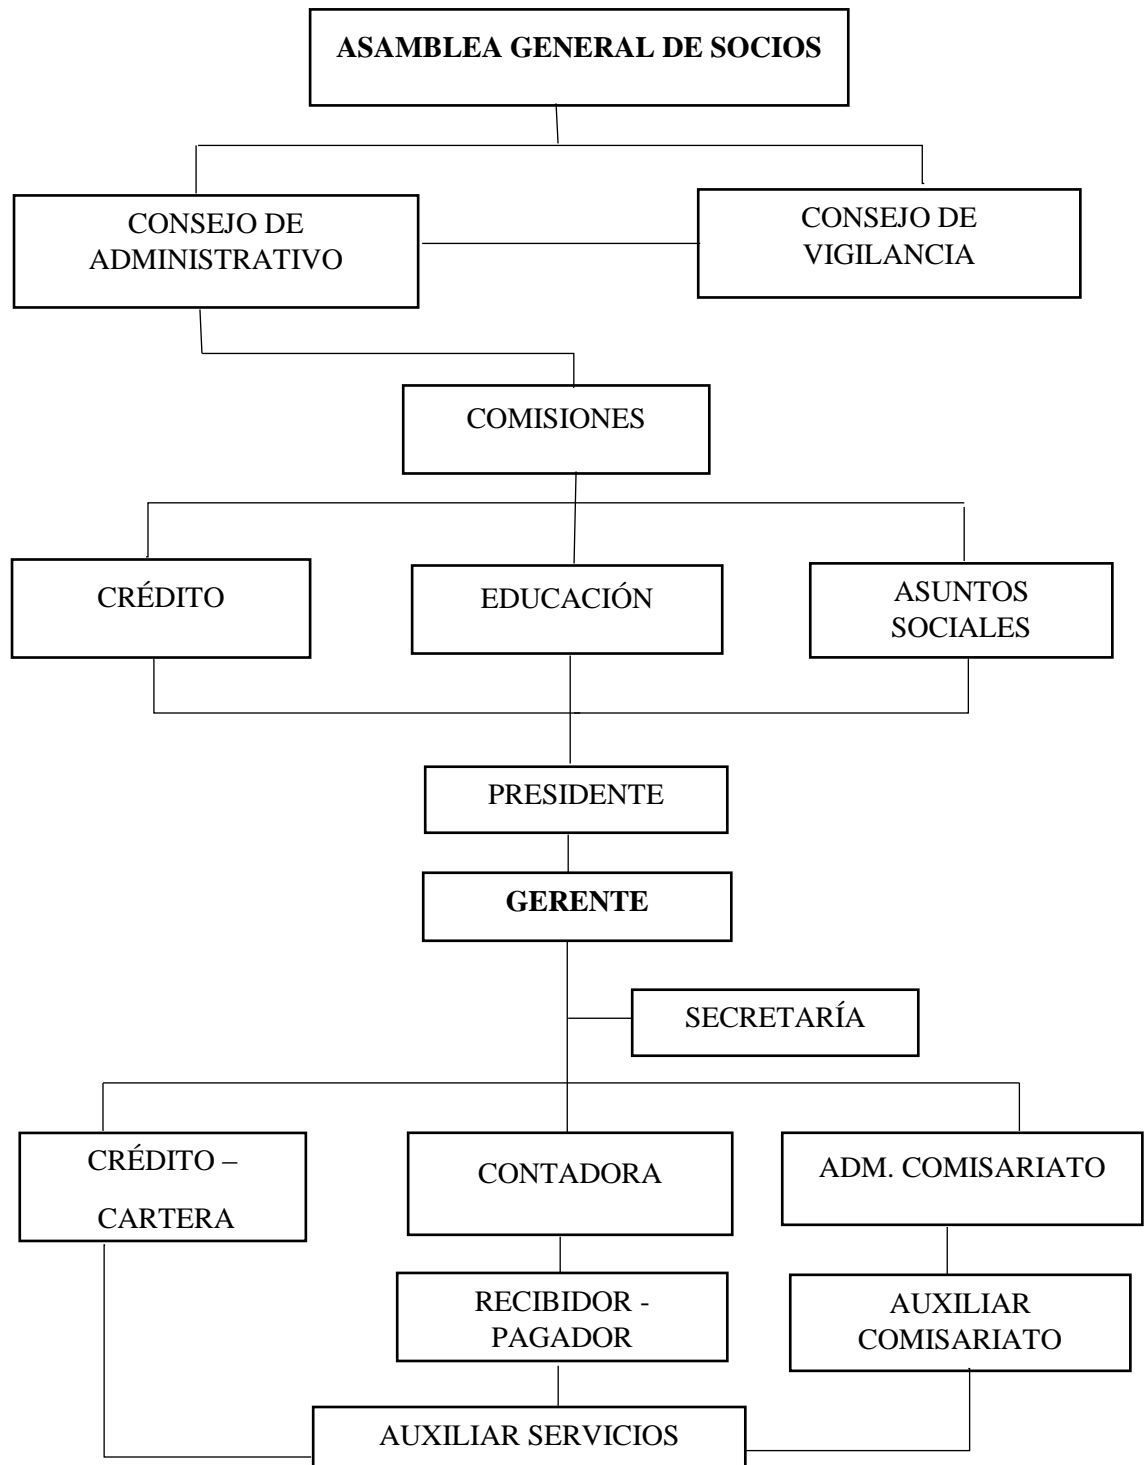 ASAMBLEA GENERAL DE SOCIOS
CONSEJO DE
ADMINISTRATIVO
CONSEJO DE
VIGILANCIA
COMISIONES
CRÉDITO
EDUCACIÓN
ASUNTOS
SOCIALES
PRESIDENTE
GERENTE
SECRETARÍA
CRÉDITO –
CARTERA
CONTADORA
ADM. COMISARIATO
RECIBIDOR -
PAGADOR
AUXILIAR
COMISARIATO
AUXILIAR SERVICIOS